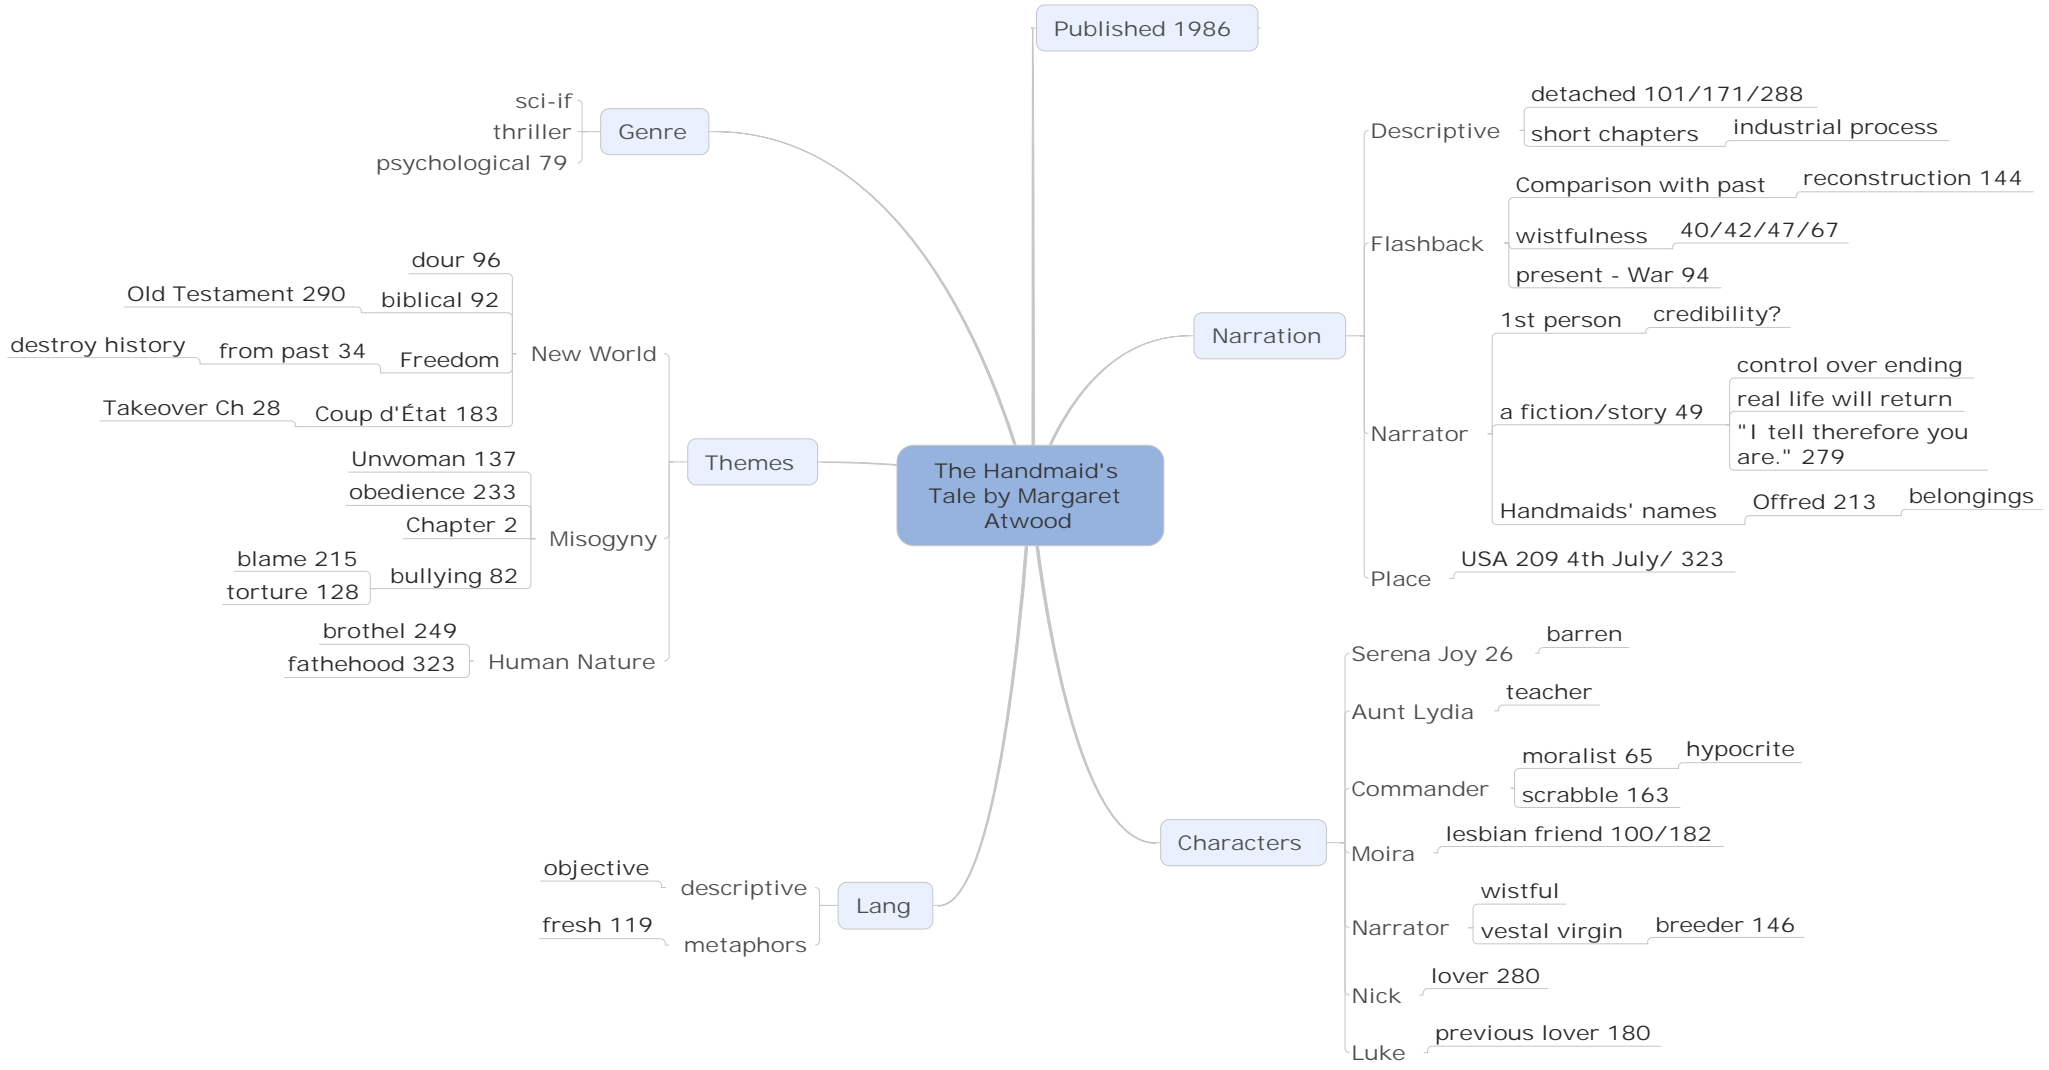 Published 1986
sci-if
thriller
psychological 79
Genre
dour 96
Old Testament 290
biblical 92
destroy history
from past 34
Freedom
Takeover Ch 28
Coup d'État 183
New World
Unwoman 137
obedience 233
Chapter 2
blame 215
torture 128
bullying 82
Misogyny
brothel 249
fathehood 323
Human Nature
Themes
The Handmaid's
Tale by Margaret
Atwood
objective
descriptive
fresh 119
metaphors
Lang
Narration
Descriptive
detached 101/171/288
short chapters
industrial process
Flashback
Comparison with past
reconstruction 144
wistfulness
40/42/47/67
present - War 94
Narrator
1st person
credibility?
a fiction/story 49
control over ending
real life will return
"I tell therefore you
are." 279
Handmaids' names
Offred 213
belongings
Place
USA 209 4th July/ 323
Characters
Serena Joy 26
barren
Aunt Lydia
teacher
Commander
moralist 65
hypocrite
scrabble 163
Moira
lesbian friend 100/182
Narrator
wistful
vestal virgin
breeder 146
Nick
lover 280
Luke
previous lover 180